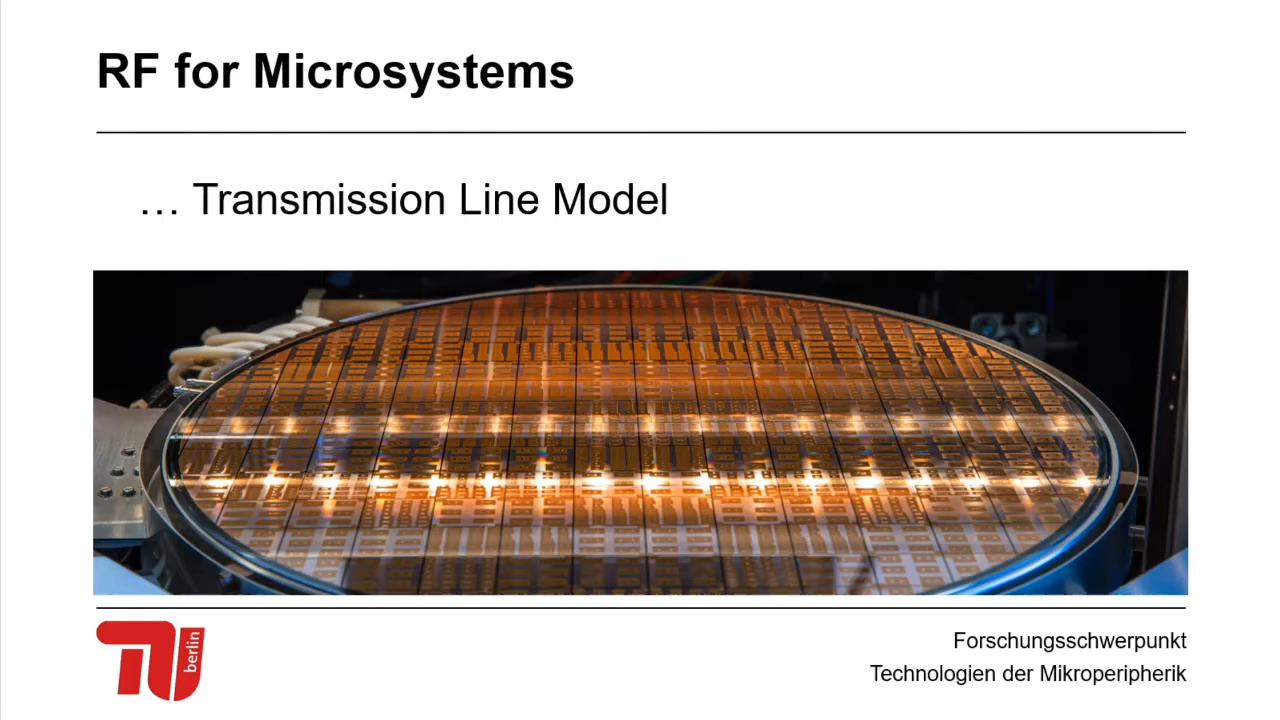 RF for Microsystems
… Transmission Line Model
berlin
Forschungsschwerpunkt
Technologien der Mikroperipherik